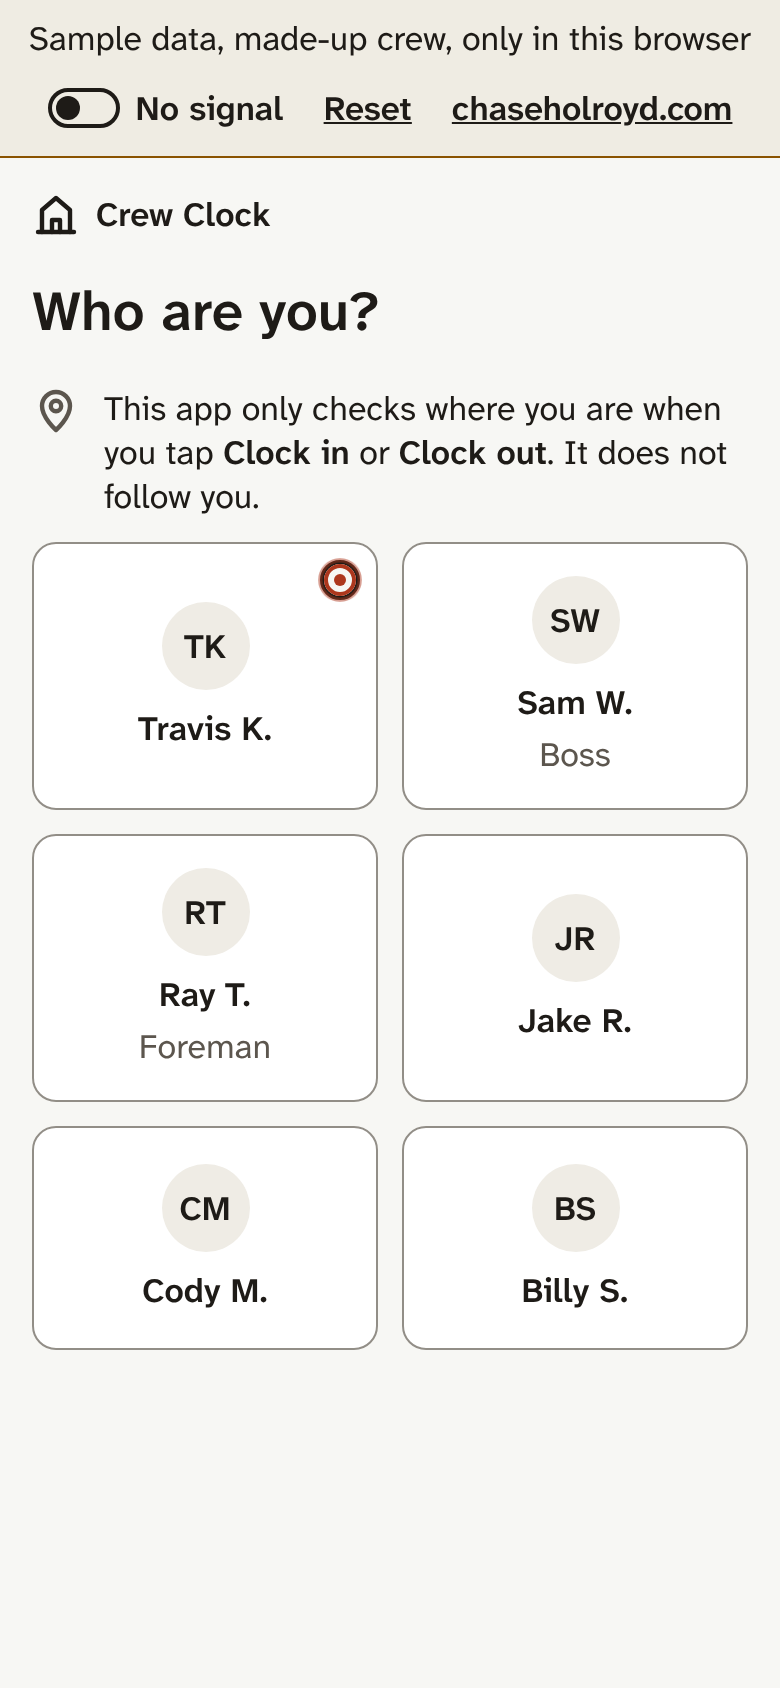 Sample data, made-up crew, only in this browser
No signal Reset chaseholroyd.com
Crew Clock
Who are you?
This app only checks where you are when
you tap Clock in or Clock out. It does not
follow you.
TK
Travis K.
SW
Sam W.
Boss
RT
Ray T.
Foreman
JR
Jake R.
CM
Cody M.
BS
Billy S.